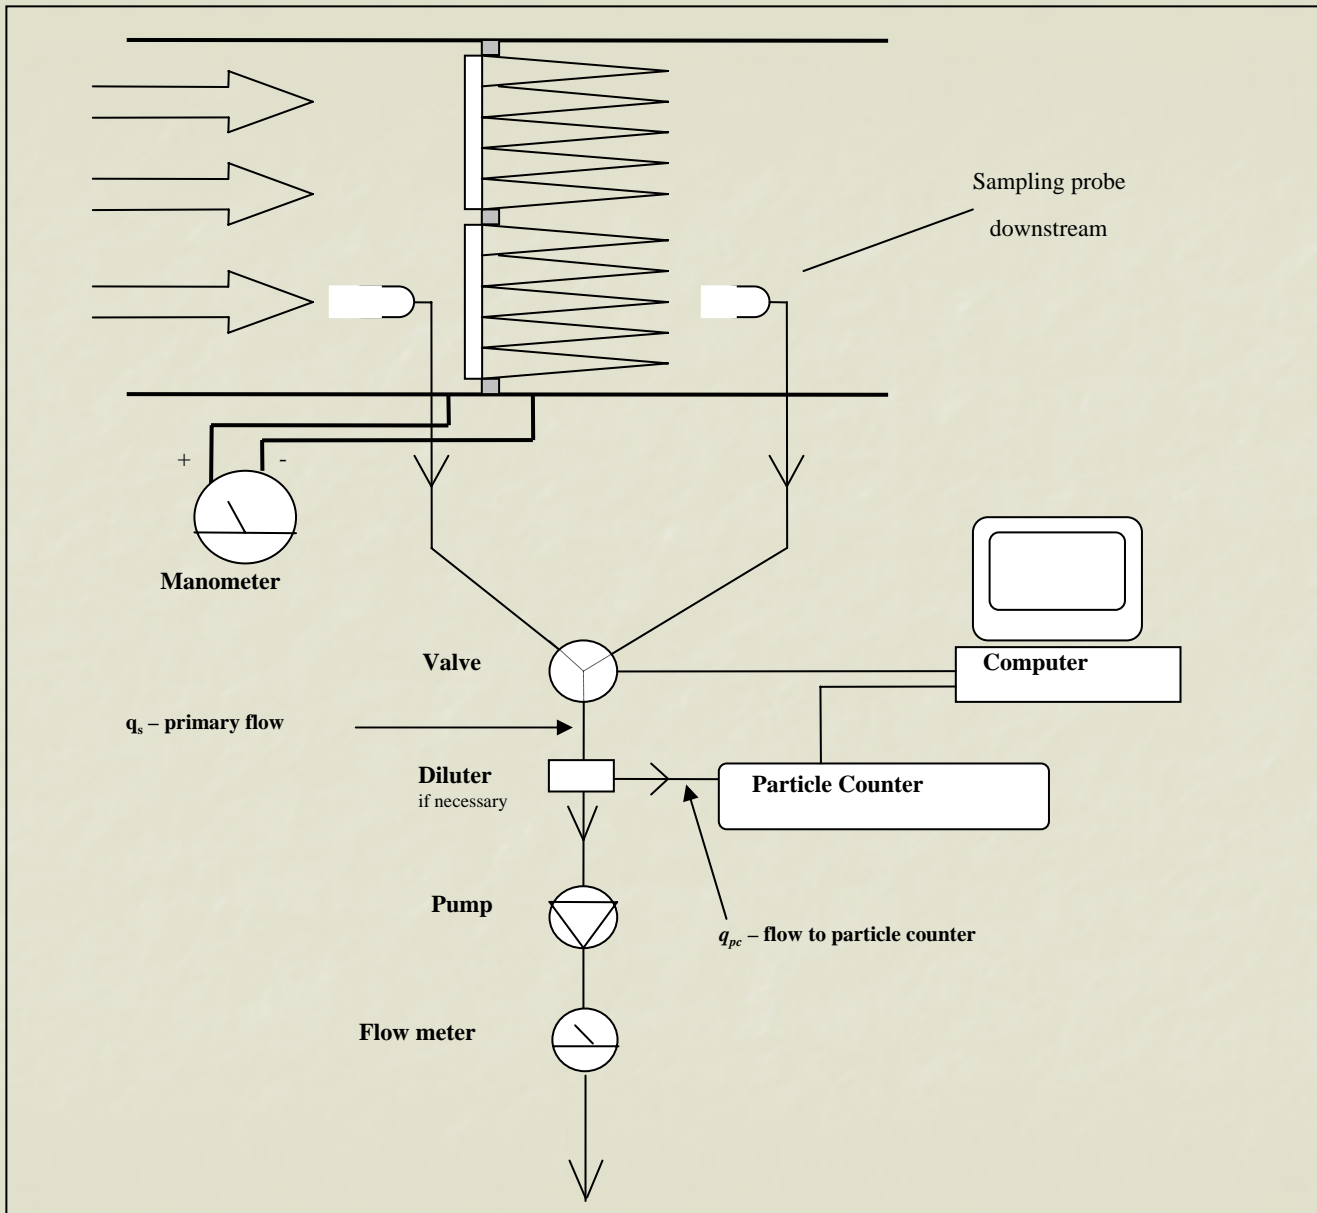 Sampling probe
downstream
+
-
Manometer
Valve
Computer
qs – primary flow
Diluter
if necessary
Particle Counter
Pump
qpc – flow to particle counter
Flow meter